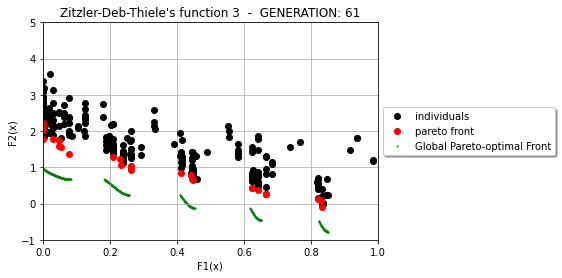 Zitzler-Deb-Thiele's function 3 - GENERATION: 61
5
4
3
2
1
0
−1
F2(x)
0.0 0.2 0.4 0.6 0.8 1.0
F1(x)
individuals
pareto front
Global Pareto-optimal Front